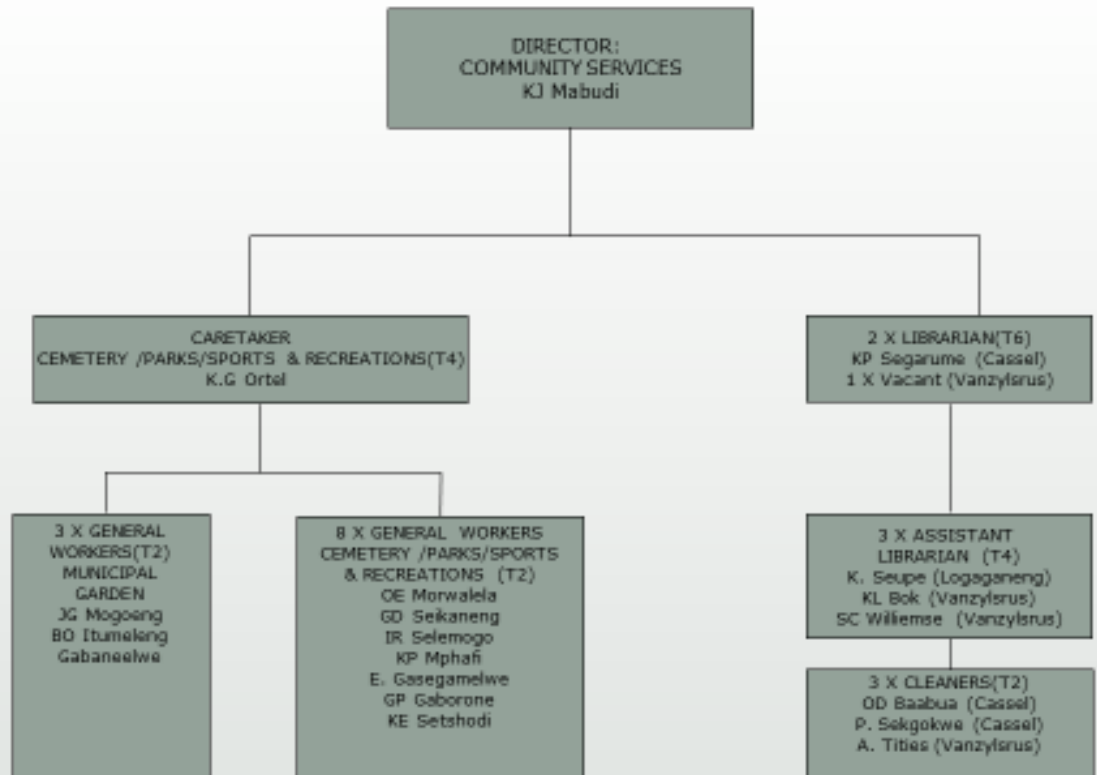 DIRECTOR:
COMMUNITY SERVICES
KJ Mabudi
CARETAKER
CEMETERY /PARKS/SPORTS & RECREATIONS(T4)
K.G Ortel
2 X LIBRARIAN(T6)
KP Segarume (Cassel)
1 X Vacant (Vanzylsrus)
3 X GENERAL
WORKERS(T2)
MUNICIPAL
GARDEN
JG Mogoeng
BO Itumeleng
Gabaneelwe
8 X GENERAL WORKERS
CEMETERY /PARKS/SPORTS
& RECREATIONS (T2)
OE Morwalela
GD Seikaneng
IR Selemogo
KP Mphafi
E. Gasegamelwe
GP Gaborone
KE Setshodi
3 X ASSISTANT
LIBRARIAN (T4)
K. Seupe (Logaganeng)
KL Bok (Vanzylsrus)
SC Williemse (Vanzylsrus)
3 X CLEANERS(T2)
OD Baabua (Cassel)
P. Sekgokwe (Cassel)
A. Tities (Vanzylsrus)